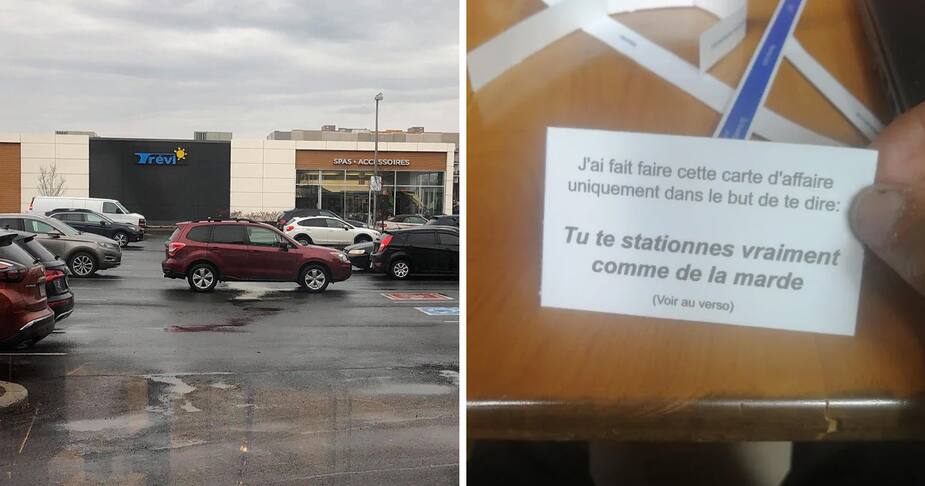 Trévi
SPAS • ACCESSOIRES
J'ai fait faire cette carte d'affaire
uniquement dans le but de te dire:
Tu te stationnes vraiment
comme de la marde
(Voir au verso)